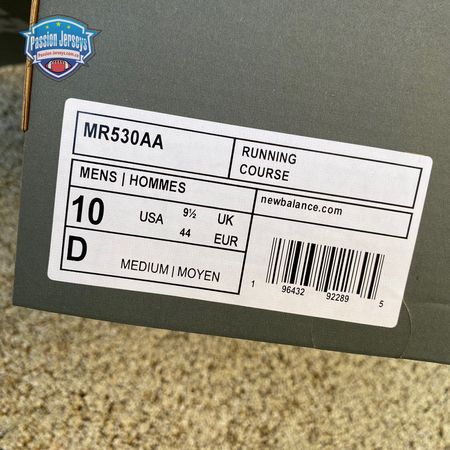 Passion Jerseys
MR530AA
RUNNING
COURSE
MENS | HOMMES
10 USA 9½ UK
44 EUR
D MEDIUM | MOYEN
newbalance.com
1 96432 92289 5